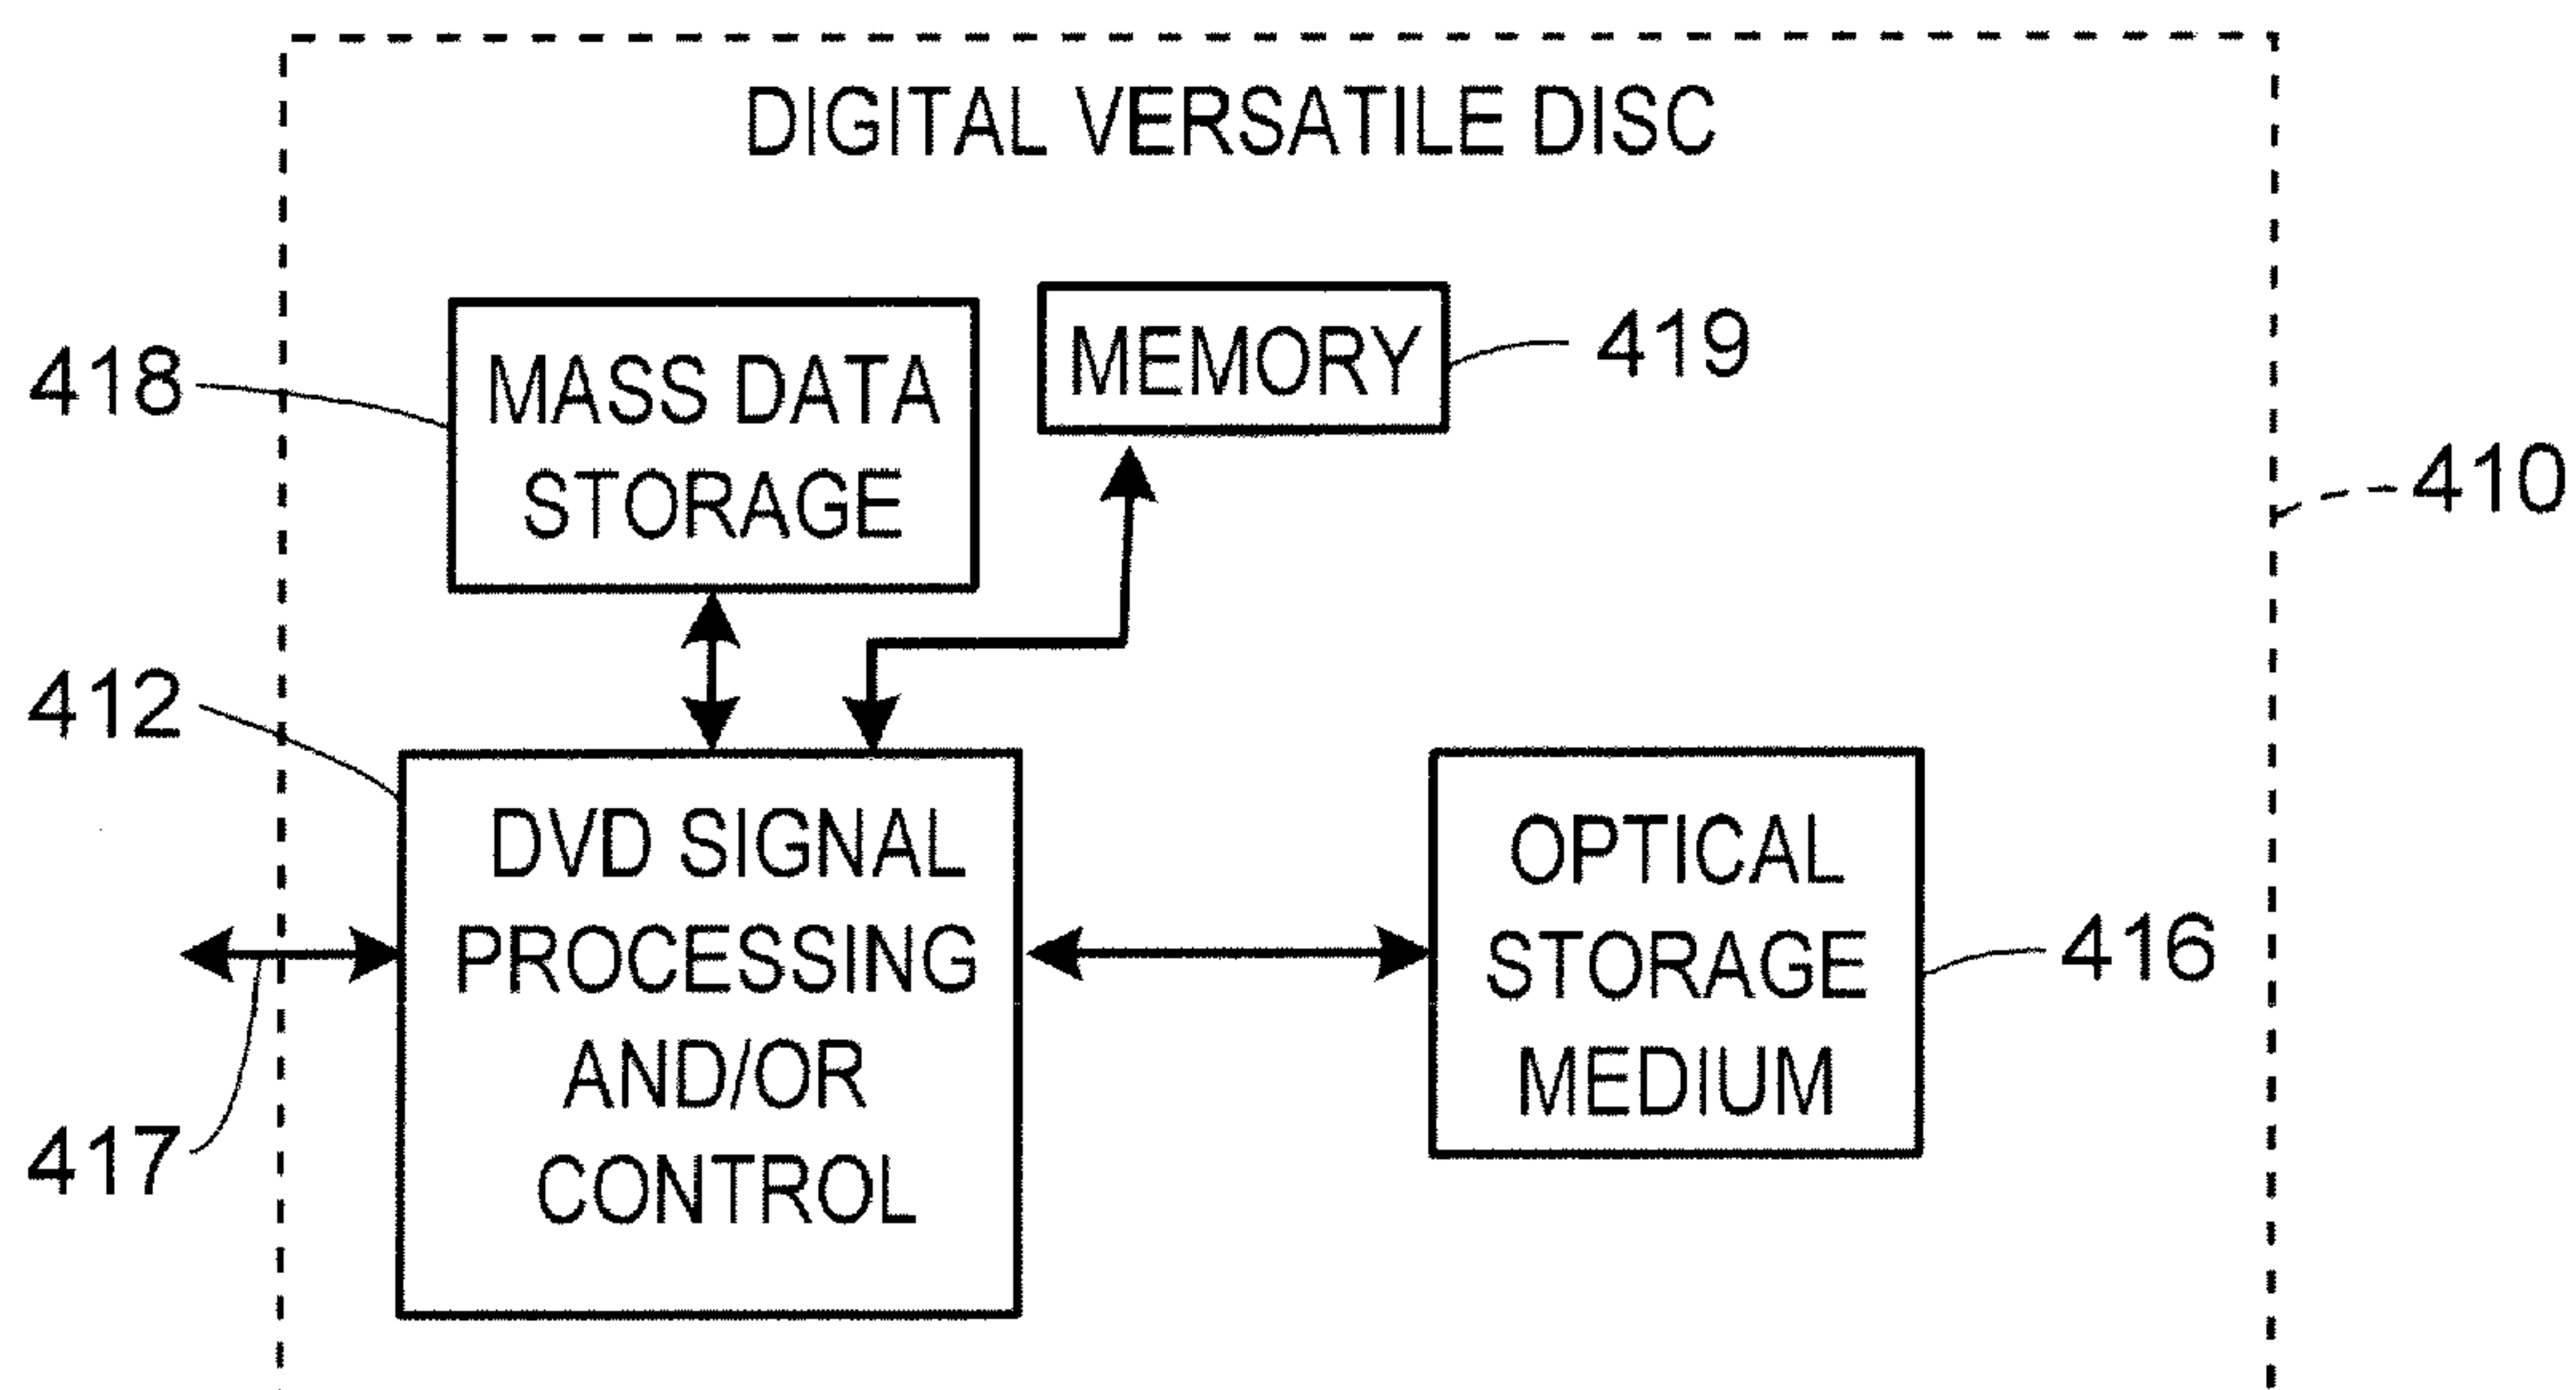 DIGITAL VERSATILE DISC
418
MASS DATA
STORAGE
MEMORY
419
410
412
DVD SIGNAL
PROCESSING
AND/OR
CONTROL
OPTICAL
STORAGE
MEDIUM
416
417